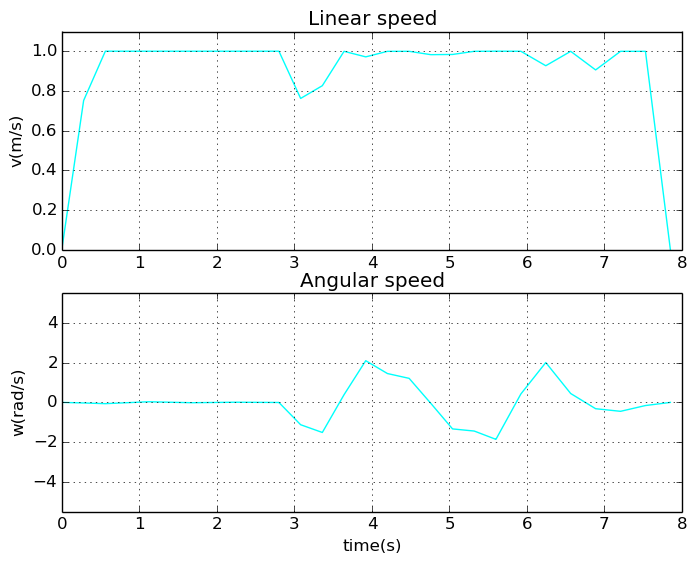 Linear speed
v(m/s)
1.0
0.8
0.6
0.4
0.2
0.0
0 1 2 3 4 5 6 7 8
Angular speed
w(rad/s)
4
2
0
−2
−4
0 1 2 3 4 5 6 7 8
time(s)